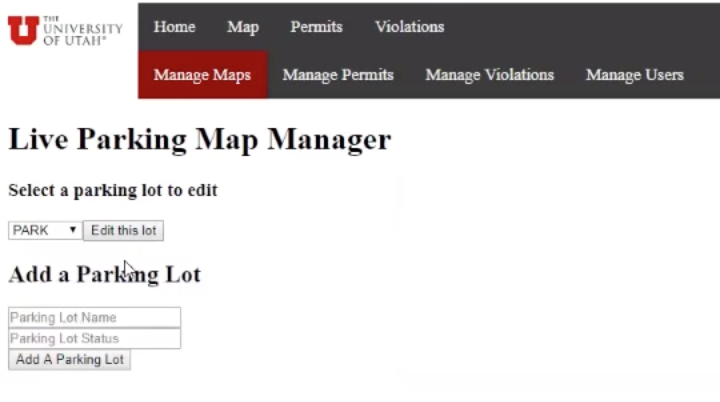 THE
UNIVERSITY
OF UTAH®
Home Map Permits Violations
Manage Maps Manage Permits Manage Violations Manage Users
Live Parking Map Manager
Select a parking lot to edit
PARK Edit this lot
Add a Parking Lot
Parking Lot Name
Parking Lot Status
Add A Parking Lot